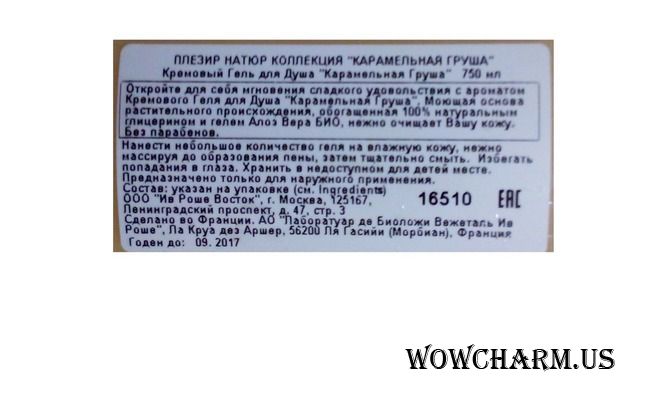 ПЛЕЗИР НАТЮР КОЛЛЕКЦИЯ "КАРАМЕЛЬНАЯ ГРУША"
Кремовый Гель для Душа "Карамельная Груша" 750 мл
Откройте для себя мгновения сладкого удовольствия с ароматом
Кремового Геля для Душа "Карамельная Груша". Моющая основа
растительного происхождения, обогащенная 100% натуральным
глицерином и гелем Алоэ Вера БИО, нежно очищает Вашу кожу.
Без парабенов.
Нанести небольшое количество геля на влажную кожу, нежно
массируя до образования пены, затем тщательно смыть. Избегать
попадания в глаза. Хранить в недоступном для детей месте.
Предназначено только для наружного применения.
Состав: указан на упаковке (см. Ingredients)
ООО "Ив Роше Восток", г. Москва, 125167,
Ленинградский проспект, д. 47, стр. 3
16510 EAC
Сделано во Франции. АО "Лаборатуар де Биоложи Вежеталь Ив
Роше", Ла Круа дез Аршер, 56200 Ля Гасийи (Морбиан), Франция
Годен до: 09. 2017
WOWCHARM.US